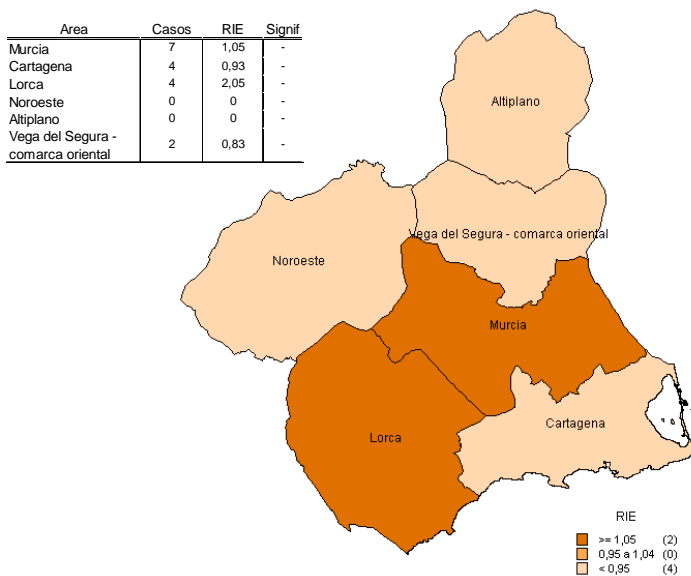 Area Casos RIE Signif
Murcia 7 1,05 -
Cartagena 4 0,93 -
Lorca 4 2,05 -
Noroeste 0 0 -
Altiplano 0 0 -
Vega del Segura -
comarca oriental 2 0,83 -
Altiplano
Vega del Segura - comarca oriental
Noroeste
Murcia
Cartagena
Lorca
RIE
>= 1,05 (2)
0,95 a 1,04 (0)
< 0,95 (4)